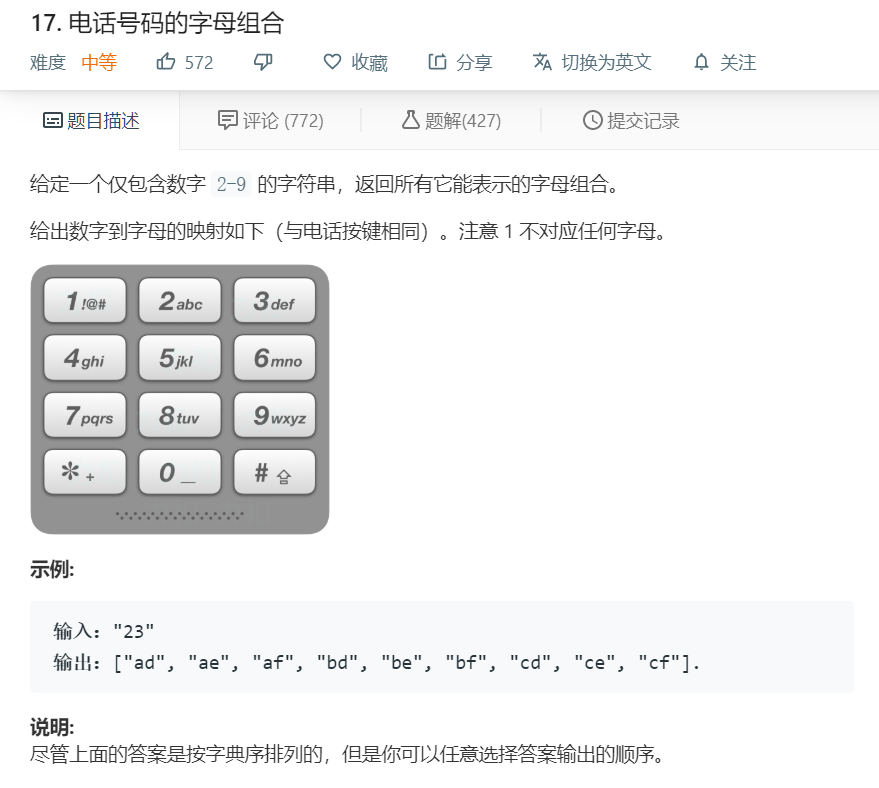 17. 电话号码的字母组合
难度 中等 572 收藏 分享 切换为英文 关注
题目描述 评论 (772) 题解(427) 提交记录
给定一个仅包含数字 2-9 的字符串，返回所有它能表示的字母组合。
给出数字到字母的映射如下（与电话按键相同）。注意 1 不对应任何字母。
1 !@# 2 abc 3 def
4 ghi 5 jkl 6 mno
7 pqrs 8 tuv 9 wxyz
* + 0 _ #
示例:
输入："23"
输出：["ad", "ae", "af", "bd", "be", "bf", "cd", "ce", "cf"].
说明:
尽管上面的答案是按字典序排列的，但是你可以任意选择答案输出的顺序。